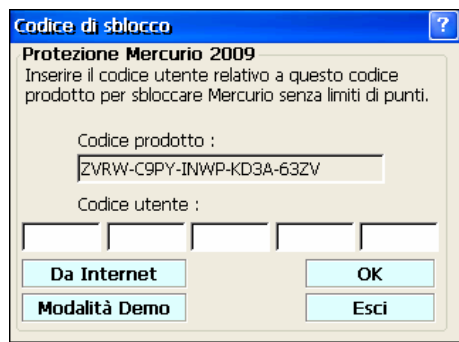 Codice di sblocco
?
Protezione Mercurio 2009
Inserire il codice utente relativo a questo codice
prodotto per sbloccare Mercurio senza limiti di punti.
Codice prodotto :
ZVRW-C9PY-INWP-KD3A-63ZV
Codice utente :
Da Internet
OK
Modalità Demo
Esci